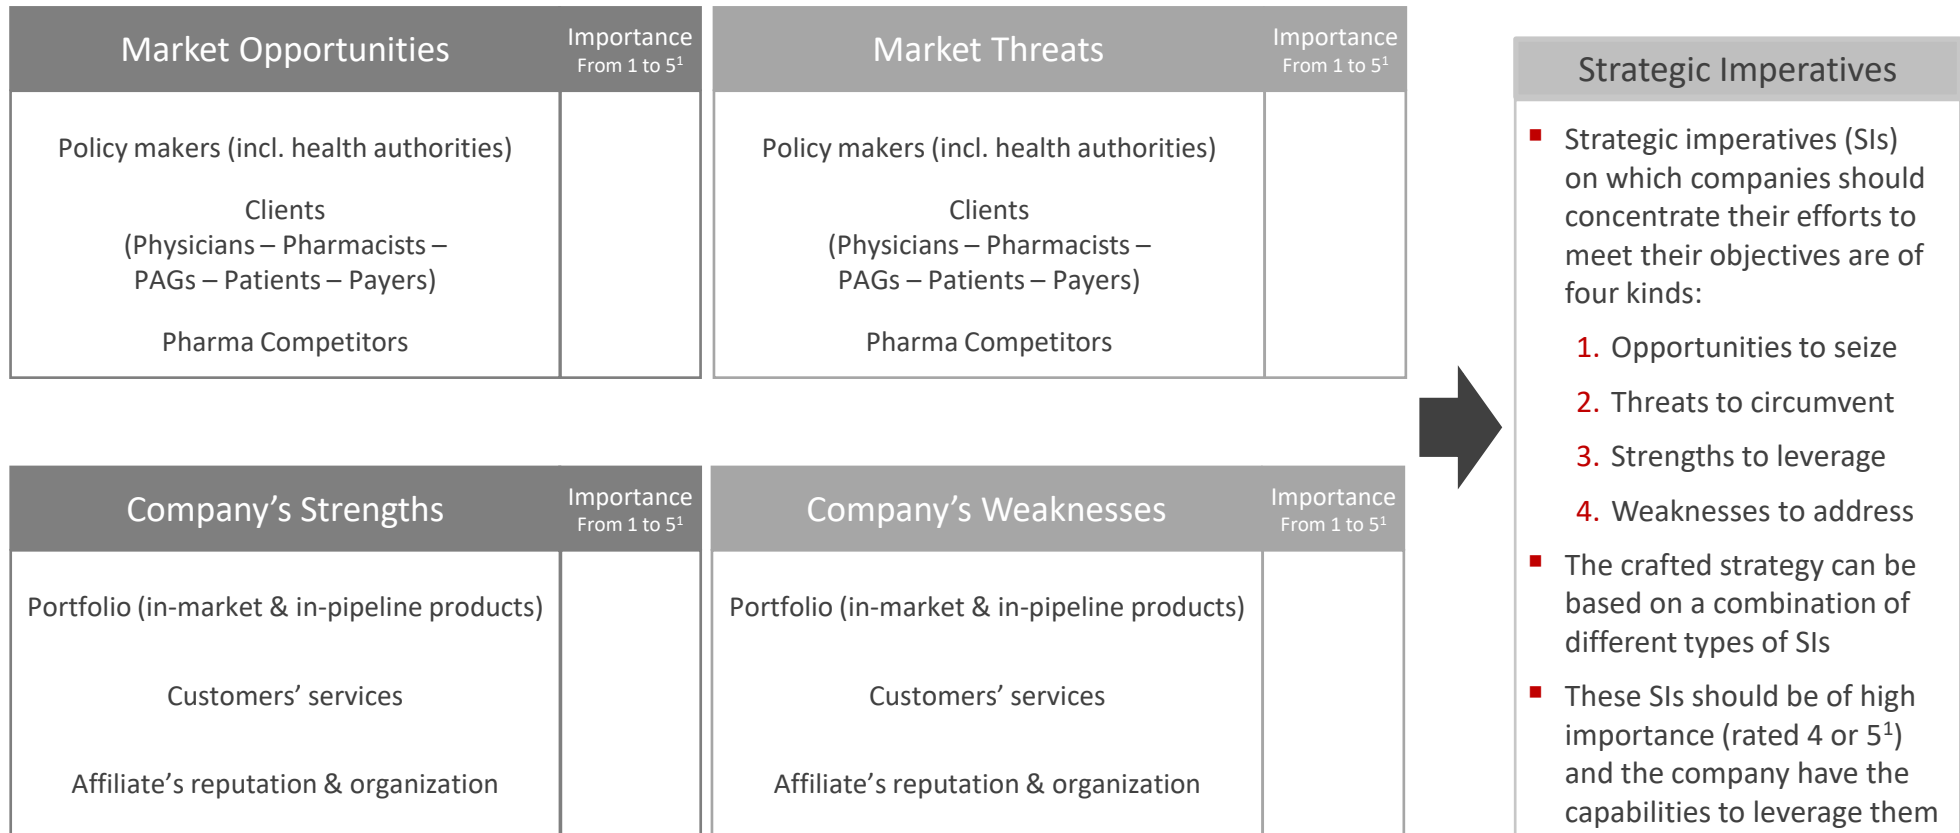 Market Opportunities
Importance
From 1 to 5¹
Policy makers (incl. health authorities)
Clients
(Physicians – Pharmacists –
PAGs – Patients – Payers)
Pharma Competitors
Market Threats
Importance
From 1 to 5¹
Policy makers (incl. health authorities)
Clients
(Physicians – Pharmacists –
PAGs – Patients – Payers)
Pharma Competitors
Company’s Strengths
Importance
From 1 to 5¹
Portfolio (in-market & in-pipeline products)
Customers’ services
Affiliate’s reputation & organization
Company’s Weaknesses
Importance
From 1 to 5¹
Portfolio (in-market & in-pipeline products)
Customers’ services
Affiliate’s reputation & organization
Strategic Imperatives
▪ Strategic imperatives (SIs)
on which companies should
concentrate their efforts to
meet their objectives are of
four kinds:
1. Opportunities to seize
2. Threats to circumvent
3. Strengths to leverage
4. Weaknesses to address
▪ The crafted strategy can be
based on a combination of
different types of SIs
▪ These SIs should be of high
importance (rated 4 or 5¹)
and the company have the
capabilities to leverage them